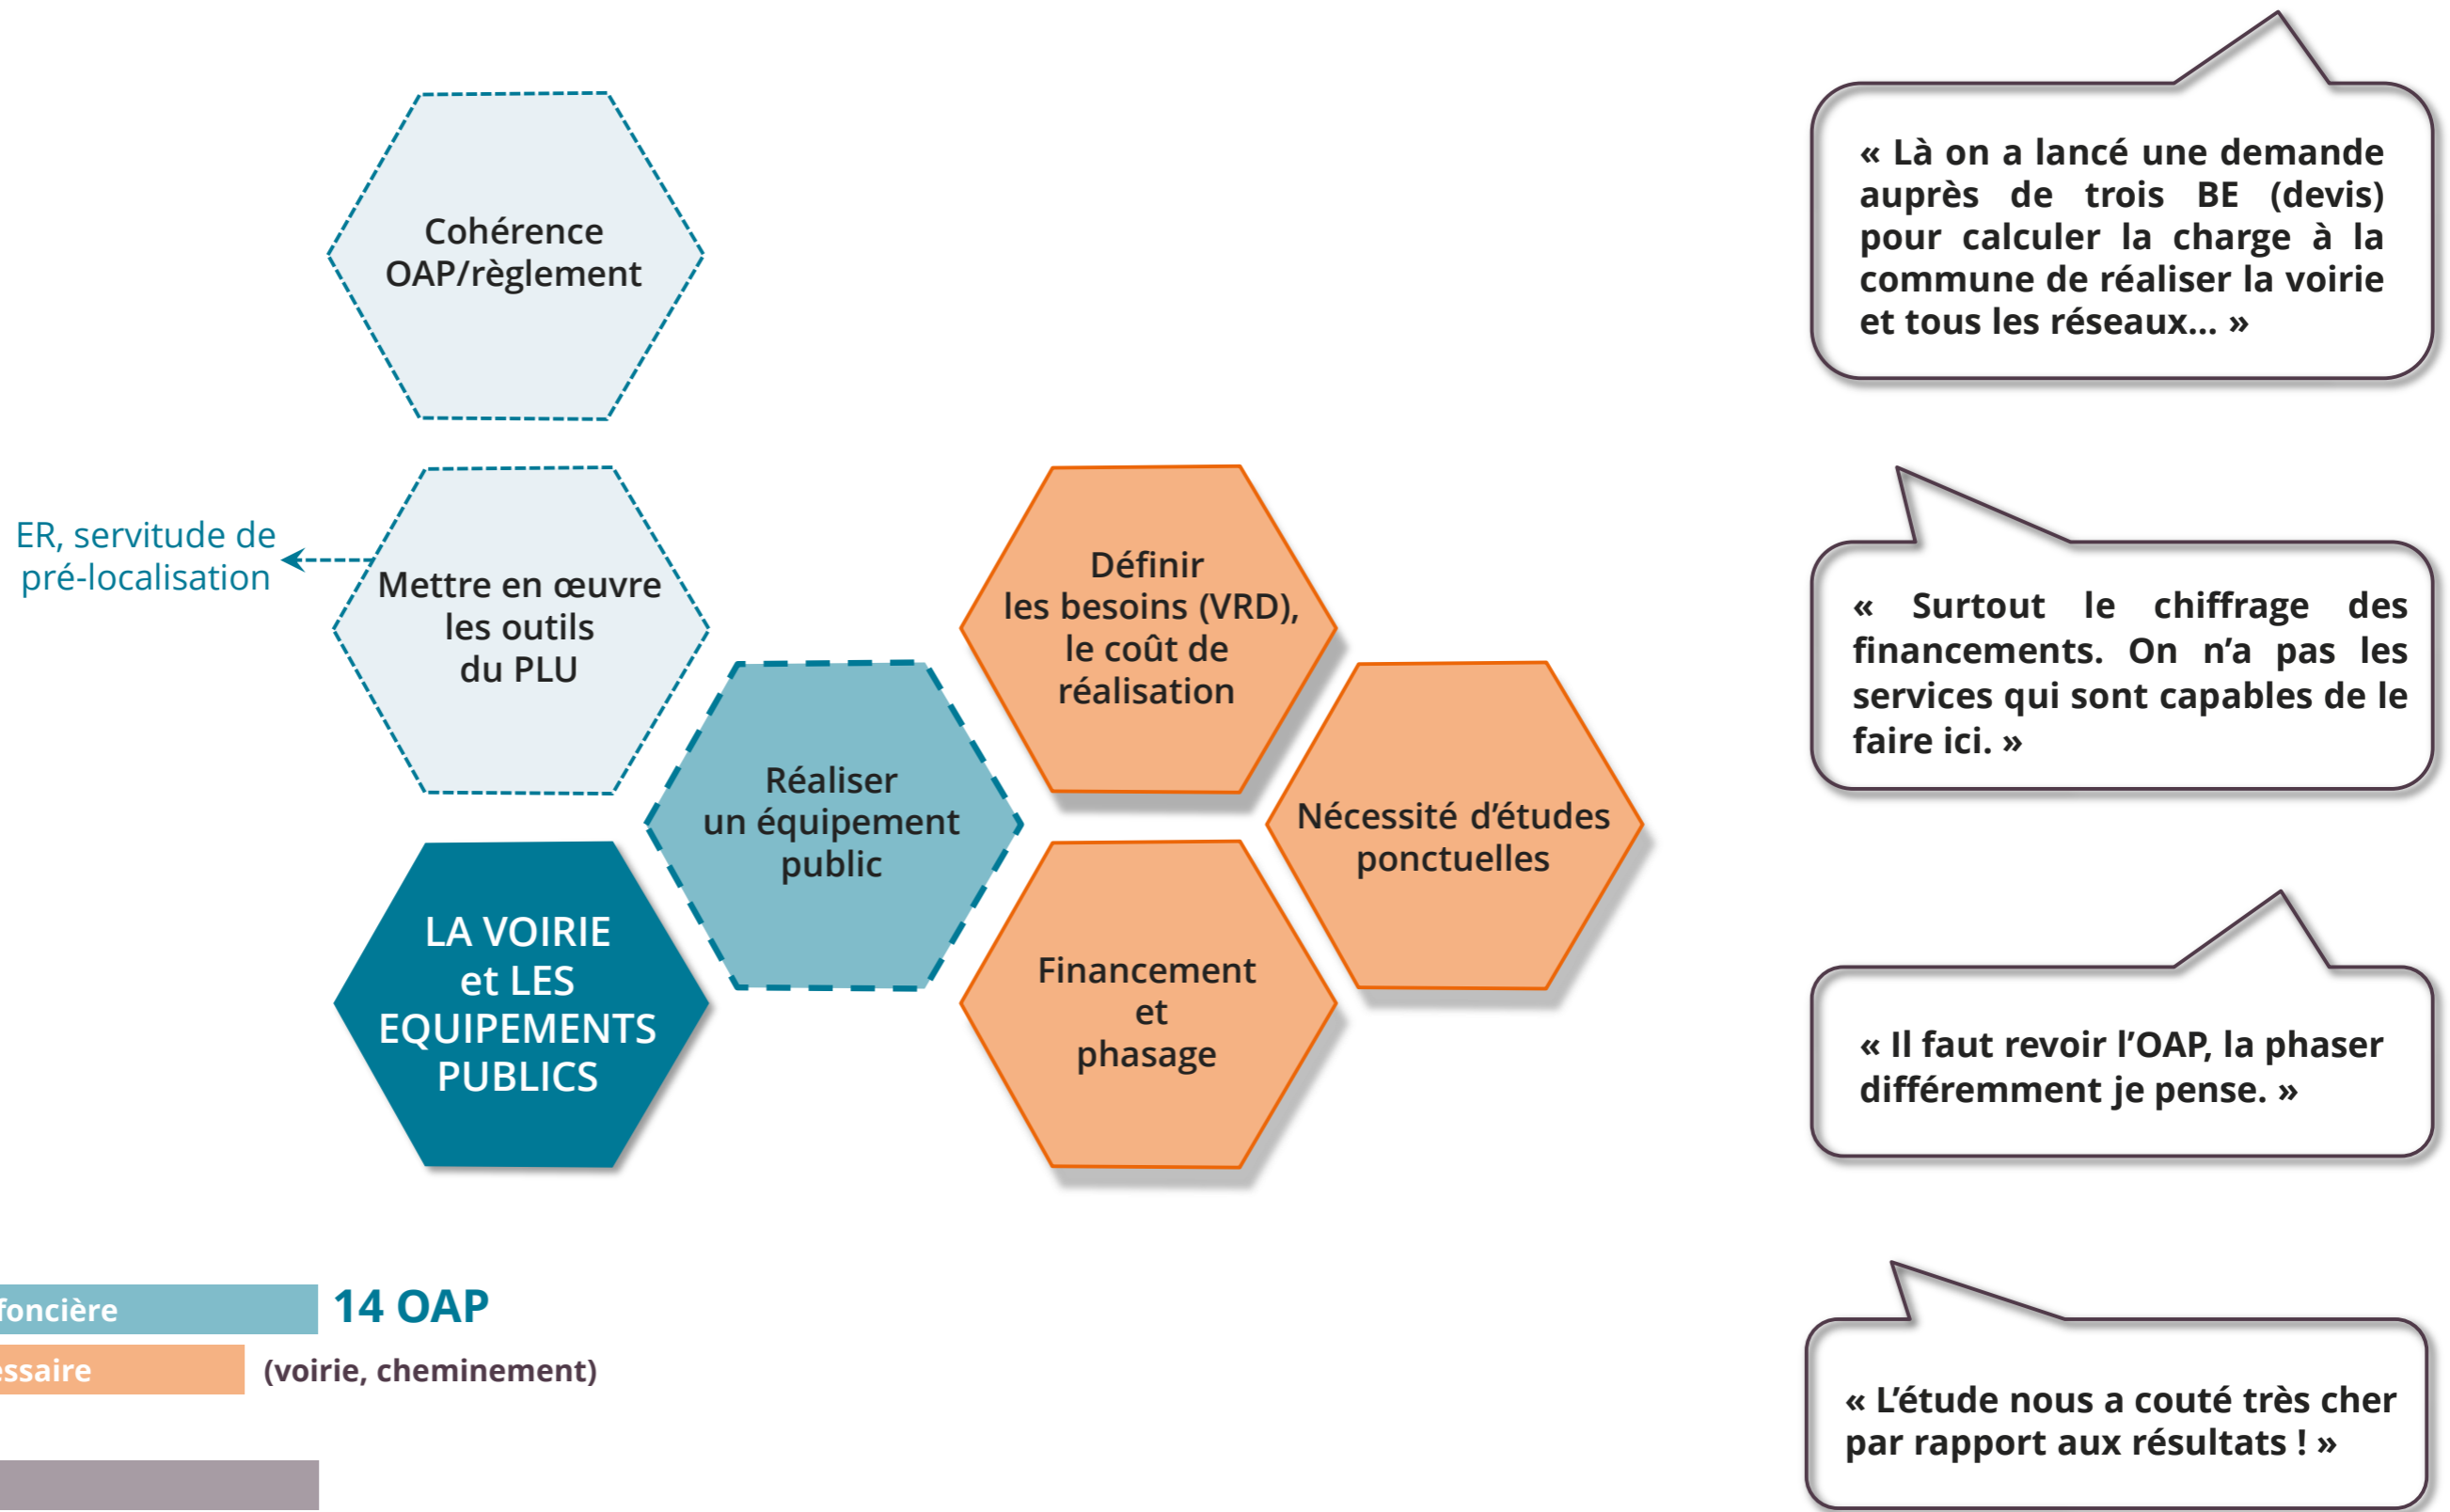 Cohérence
OAP/règlement
ER, servitude de
pré-localisation
Mettre en œuvre
les outils
du PLU
Définir
les besoins (VRD),
le coût de
réalisation
Réaliser
un équipement
public
Nécessité d’études
ponctuelles
LA VOIRIE
et LES
EQUIPEMENTS
PUBLICS
Financement
et
phasage
« Là on a lancé une demande
auprès de trois BE (devis)
pour calculer la charge à la
commune de réaliser la voirie
et tous les réseaux… »
« Surtout le chiffrage des
financements. On n’a pas les
services qui sont capables de le
faire ici. »
« Il faut revoir l’OAP, la phaser
différemment je pense. »
« L’étude nous a couté très cher
par rapport aux résultats ! »
foncière
14 OAP
essaire
(voirie, cheminement)